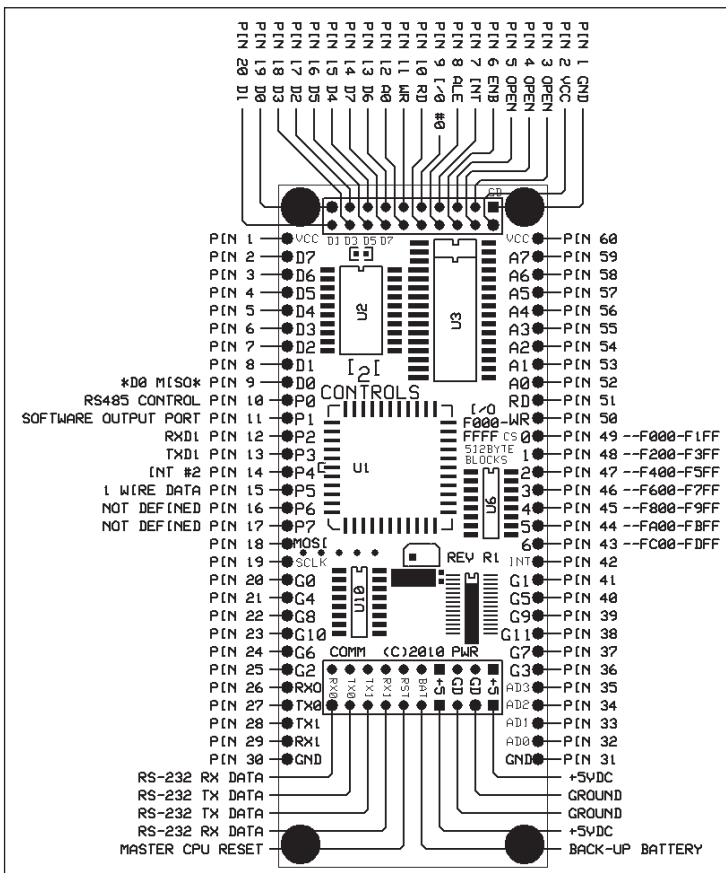 PIN 20 D1
PIN 19 D0
PIN 18 D3
PIN 17 D2
PIN 16 D5
PIN 15 D4
PIN 14 D7
PIN 13 D6
PIN 12 A0
PIN 11 WR
PIN 10 RD
PIN 9 I/O #0
PIN 8 ALE
PIN 7 INT
PIN 6 ENB
PIN 5 OPEN
PIN 4 OPEN
PIN 3 OPEN
PIN 2 VCC
PIN 1 GND
GD
D1 D3 D5 D7
PIN 1 VCC
PIN 2 D7
PIN 3 D6
PIN 4 D5
PIN 5 D4
PIN 6 D3
PIN 7 D2
PIN 8 D1
*D0 MISO* PIN 9 D0
RS485 CONTROL PIN 10 P0
SOFTWARE OUTPUT PORT PIN 11 P1
RXD1 PIN 12 P2
TXD1 PIN 13 P3
INT #2 PIN 14 P4
1 WIRE DATA PIN 15 P5
NOT DEFINED PIN 16 P6
NOT DEFINED PIN 17 P7
PIN 18 MOSI
PIN 19 SCLK
PIN 20 G0
PIN 21 G4
PIN 22 G8
PIN 23 G10
PIN 24 G6
PIN 25 G2
PIN 26 RX0
PIN 27 TX0
PIN 28 TX1
PIN 29 RX1
PIN 30 GND
U2
U3
[2]
CONTROLS
I/O
F000-
FFFF CS
512BYTE
BLOCKS
U1
U6
REV R1
U10
COMM (C)2010 PWR
RX0
TX0
TX1
RX1
RST
BAT
+5
GD
GD
+5
VCC PIN 60
A7 PIN 59
A6 PIN 58
A5 PIN 57
A4 PIN 56
A3 PIN 55
A2 PIN 54
A1 PIN 53
A0 PIN 52
RD PIN 51
WR PIN 50
0 PIN 49 --F000-F1FF
1 PIN 48 --F200-F3FF
2 PIN 47 --F400-F5FF
3 PIN 46 --F600-F7FF
4 PIN 45 --F800-F9FF
5 PIN 44 --FA00-FBFF
6 PIN 43 --FC00-FDFF
INT PIN 42
G1 PIN 41
G5 PIN 40
G9 PIN 39
G11 PIN 38
G7 PIN 37
G3 PIN 36
AD3 PIN 35
AD2 PIN 34
AD1 PIN 33
AD0 PIN 32
GND PIN 31
RS-232 RX DATA
RS-232 TX DATA
RS-232 TX DATA
RS-232 RX DATA
MASTER CPU RESET
+5VDC
GROUND
GROUND
+5VDC
BACK-UP BATTERY